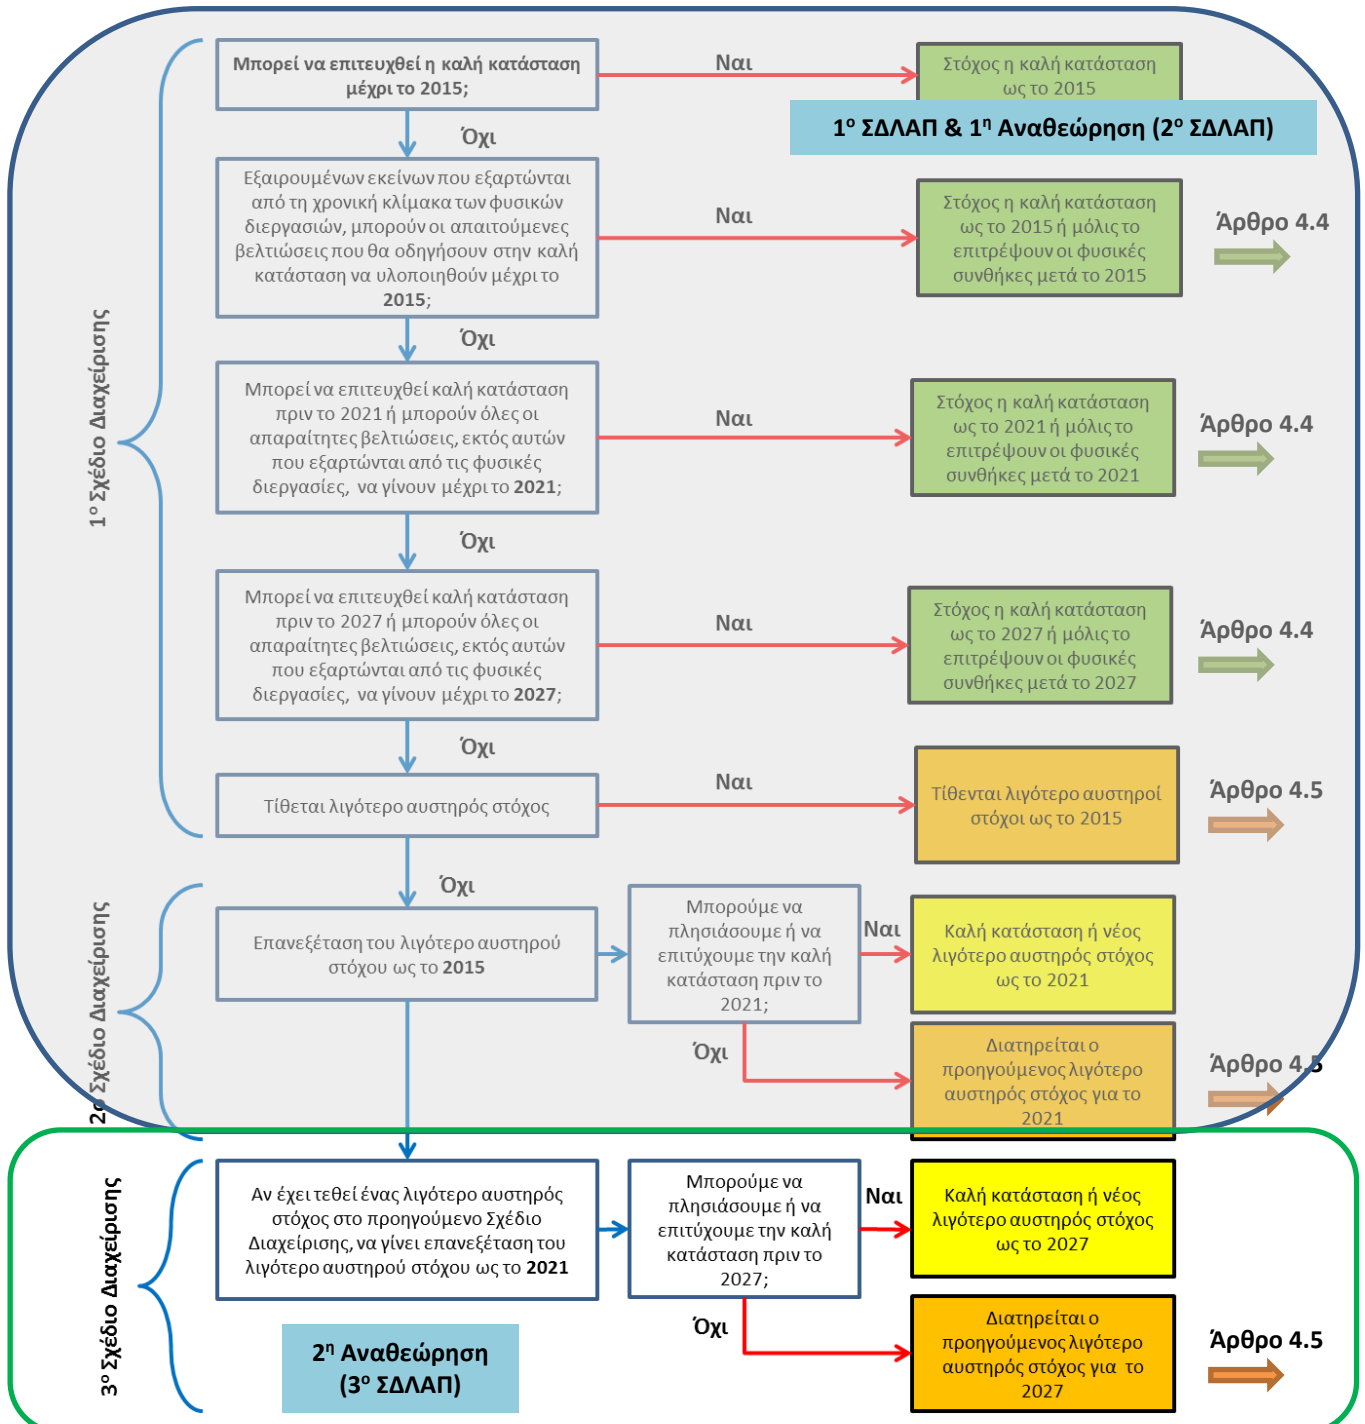 Μπορεί να επιτευχθεί η καλή κατάσταση
μέχρι το 2015;
Ναι
Στόχος η καλή κατάσταση
ως το 2015
1ο ΣΔΛΑΠ & 1η Αναθεώρηση (2ο ΣΔΛΑΠ)
Όχι
Εξαιρουμένων εκείνων που εξαρτώνται
από τη χρονική κλίμακα των φυσικών
διεργασιών, μπορούν οι απαιτούμενες
βελτιώσεις που θα οδηγήσουν στην καλή
κατάσταση να υλοποιηθούν μέχρι το
2015;
Ναι
Στόχος η καλή κατάσταση
ως το 2015 ή μόλις το
επιτρέψουν οι φυσικές
συνθήκες μετά το 2015
Άρθρο 4.4
Όχι
1ο Σχέδιο Διαχείρισης
Μπορεί να επιτευχθεί καλή κατάσταση
πριν το 2021 ή μπορούν όλες οι
απαραίτητες βελτιώσεις, εκτός αυτών
που εξαρτώνται από τις φυσικές
διεργασίες, να γίνουν μέχρι το 2021;
Ναι
Στόχος η καλή κατάσταση
ως το 2021 ή μόλις το
επιτρέψουν οι φυσικές
συνθήκες μετά το 2021
Άρθρο 4.4
Όχι
Μπορεί να επιτευχθεί καλή κατάσταση
πριν το 2027 ή μπορούν όλες οι
απαραίτητες βελτιώσεις, εκτός αυτών
που εξαρτώνται από τις φυσικές
διεργασίες, να γίνουν μέχρι το 2027;
Ναι
Στόχος η καλή κατάσταση
ως το 2027 ή μόλις το
επιτρέψουν οι φυσικές
συνθήκες μετά το 2027
Άρθρο 4.4
Όχι
Τίθεται λιγότερο αυστηρός στόχος
Ναι
Τίθενται λιγότερο αυστηροί
στόχοι ως το 2015
Άρθρο 4.5
Όχι
2ο Σχέδιο Διαχείρισης
Επανεξέταση του λιγότερο αυστηρού
στόχου ως το 2015
Μπορούμε να
πλησιάσουμε ή να
επιτύχουμε την καλή
κατάσταση πριν το
2021;
Ναι
Καλή κατάσταση ή νέος
λιγότερο αυστηρός στόχος
ως το 2021
Όχι
Διατηρείται ο
προηγούμενος λιγότερο
αυστηρός στόχος για το
2021
Άρθρο 4.5
3ο Σχέδιο Διαχείρισης
Αν έχει τεθεί ένας λιγότερο αυστηρός
στόχος στο προηγούμενο Σχέδιο
Διαχείρισης, να γίνει επανεξέταση του
λιγότερο αυστηρού στόχου ως το 2021
Μπορούμε να
πλησιάσουμε ή να
επιτύχουμε την καλή
κατάσταση πριν το
2027;
Ναι
Καλή κατάσταση ή νέος
λιγότερο αυστηρός στόχος
ως το 2027
Όχι
Διατηρείται ο
προηγούμενος λιγότερο
αυστηρός στόχος για το
2027
Άρθρο 4.5
2η Αναθεώρηση
(3ο ΣΔΛΑΠ)